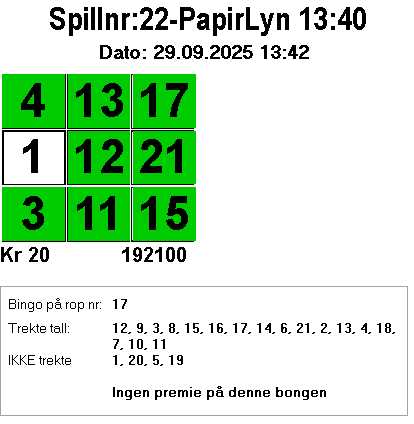 Spillnr:22-PapirLyn 13:40
Dato: 29.09.2025 13:42
4 13 17
1 12 21
3 11 15
Kr 20 192100
Bingo på rop nr: 17
Trekte tall: 12, 9, 3, 8, 15, 16, 17, 14, 6, 21, 2, 13, 4, 18,
7, 10, 11
IKKE trekte 1, 20, 5, 19
Ingen premie på denne bongen